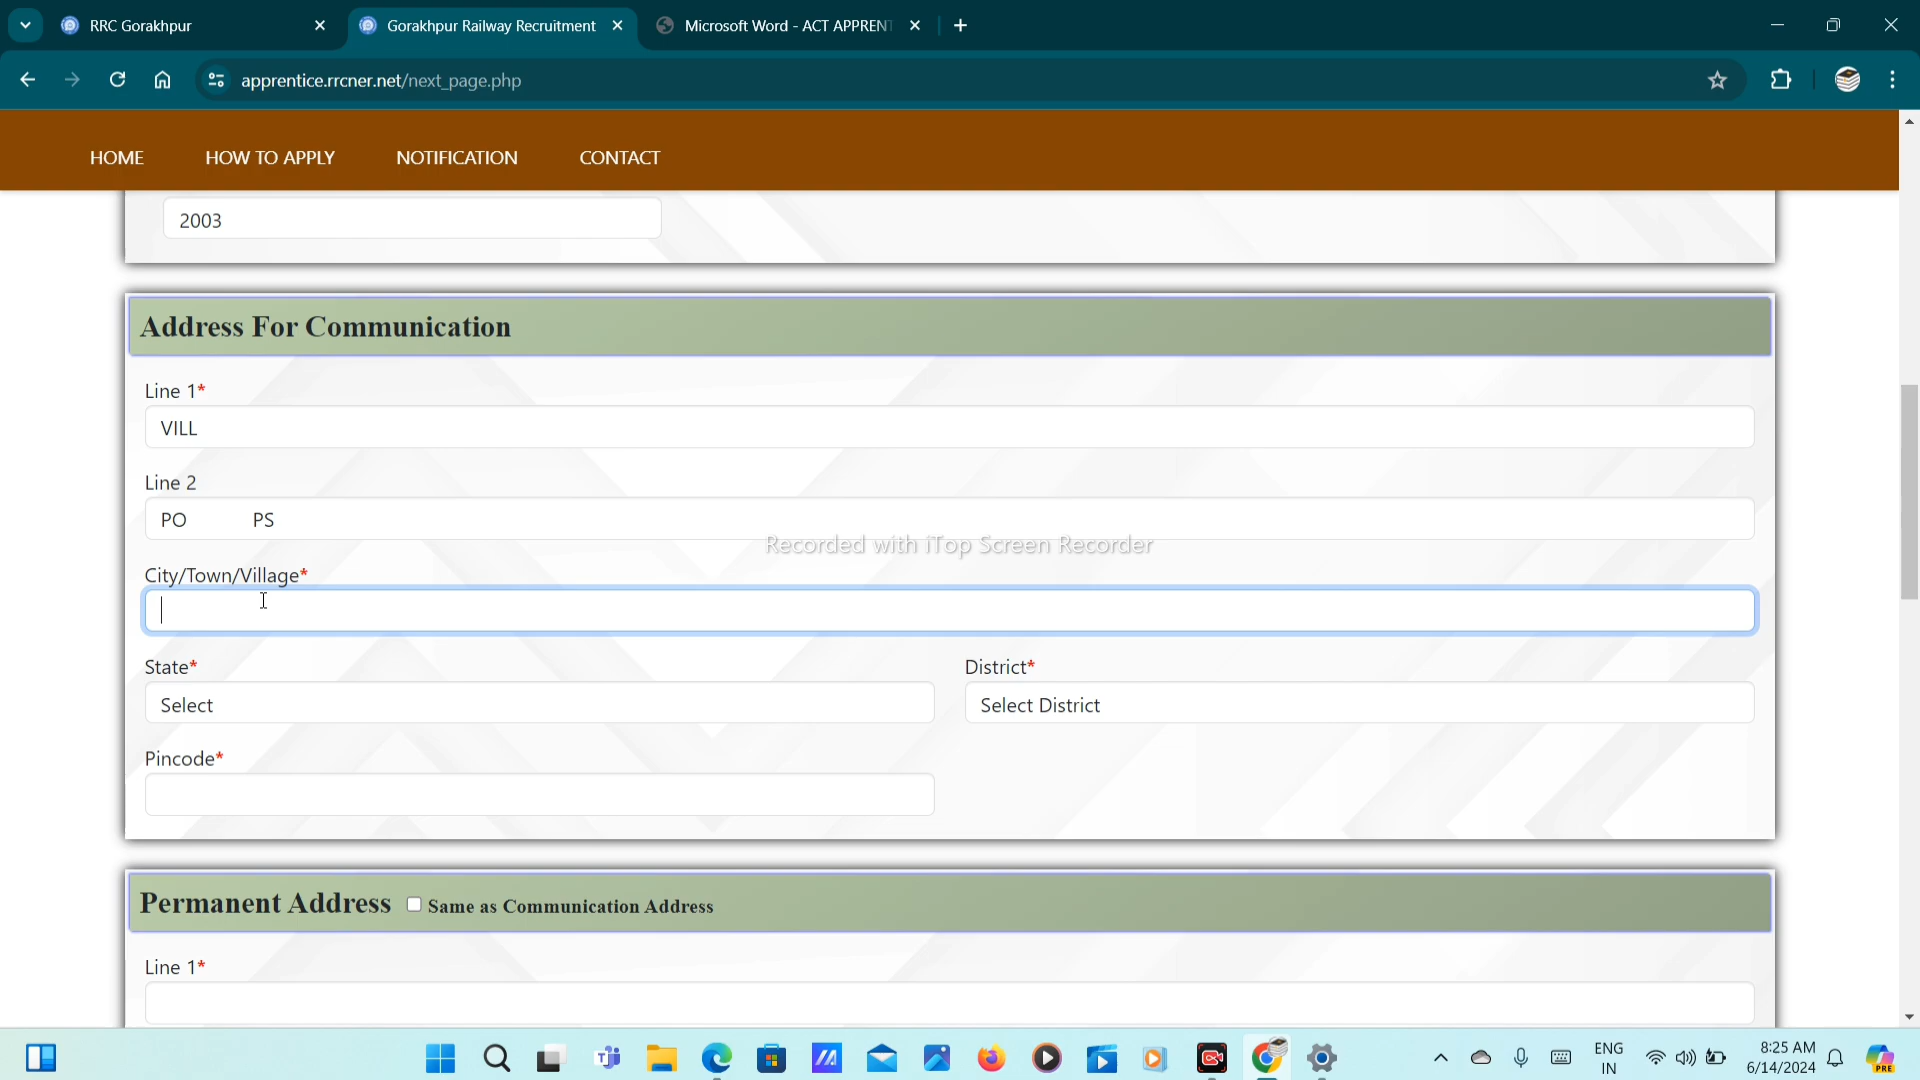 RRC Gorakhpur
Gorakhpur Railway Recruitment
Microsoft Word - ACT APPREN
apprentice.rrcner.net/next_page.php
HOME HOW TO APPLY NOTIFICATION CONTACT
2003
Address For Communication
Line 1*
VILL
Line 2
PO PS
Recorded with iTop Screen Recorder
City/Town/Village*
State* District*
Select Select District
Pincode*
Permanent Address Same as Communication Address
Line 1*
ENG
IN
8:25 AM
6/14/2024
PRE